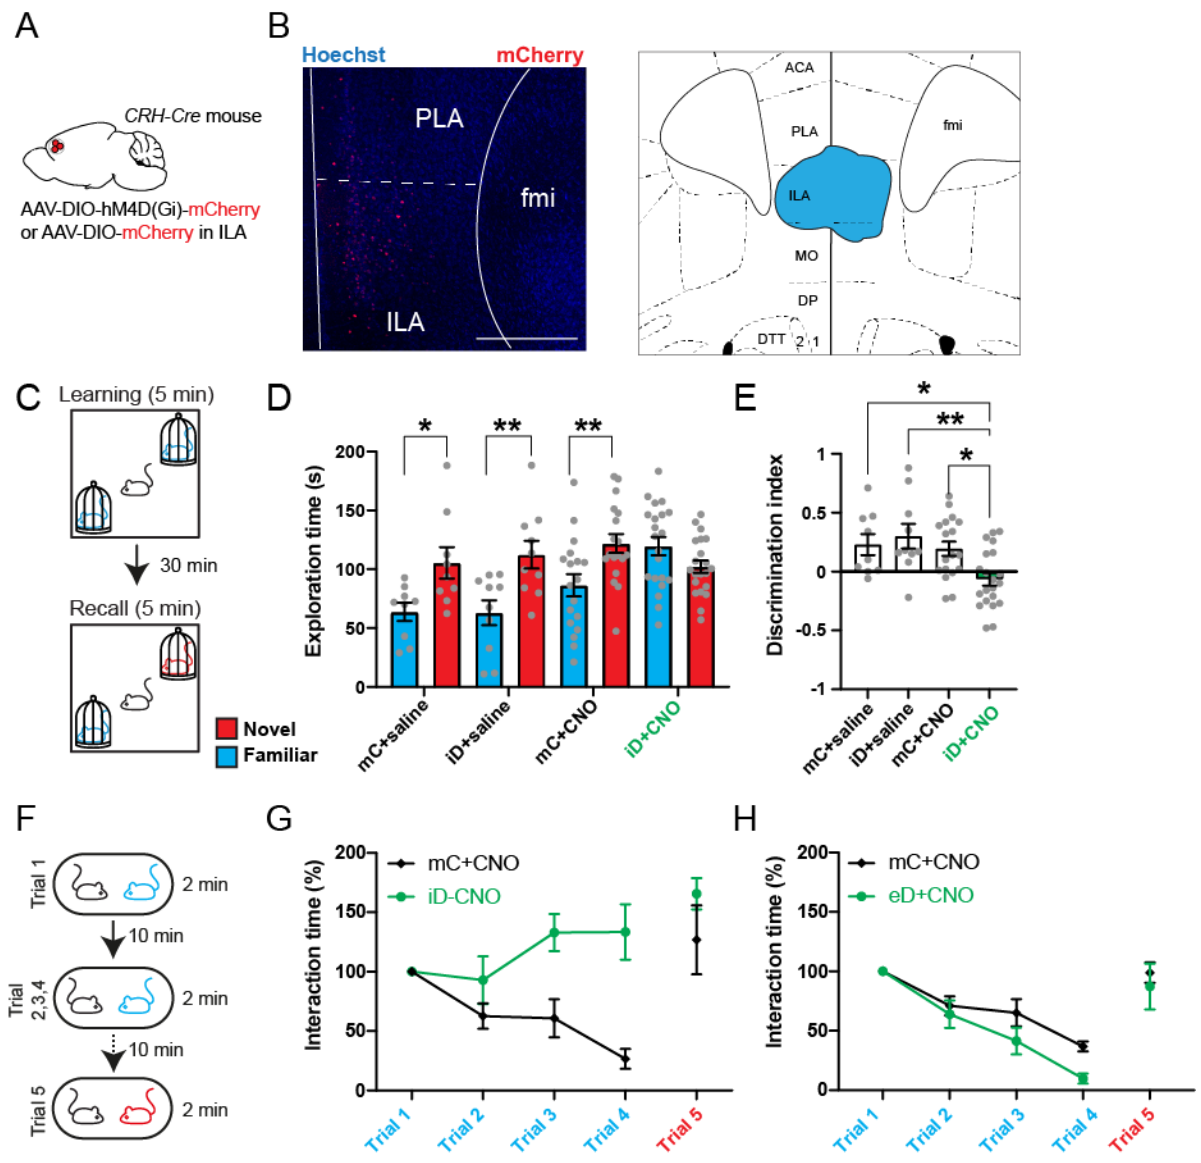 A
CRH-Cre mouse
AAV-DIO-hM4D(Gi)-mCherry
or AAV-DIO-mCherry in ILA
B
Hoechst mCherry
PLA
fmi
ILA
ACA
PLA
fmi
ILA
MO
DP
DTT 2 1
C
Learning (5 min)
30 min
Recall (5 min)
Novel
Familiar
D
Exploration time (s)
200
150
100
50
0
* ** **
mC+saline
iD+saline
mC+CNO
iD+CNO
E
Discrimination index
*
**
*
1
0.5
0
-0.5
-1
mC+saline
iD+saline
mC+CNO
iD+CNO
F
Trial 1
2 min
10 min
Trial
2,3,4
2 min
10 min
Trial 5
2 min
G
Interaction time (%)
200
150
100
50
0
mC+CNO
iD-CNO
Trial 1
Trial 2
Trial 3
Trial 4
Trial 5
H
Interaction time (%)
200
150
100
50
0
mC+CNO
eD+CNO
Trial 1
Trial 2
Trial 3
Trial 4
Trial 5